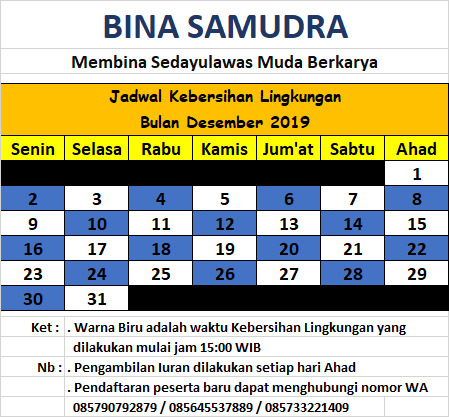 BINA SAMUDRA
Membina Sedayulawas Muda Berkarya
Jadwal Kebersihan Lingkungan
Bulan Desember 2019
Senin Selasa Rabu Kamis Jum'at Sabtu Ahad
1
2 3 4 5 6 7 8
9 10 11 12 13 14 15
16 17 18 19 20 21 22
23 24 25 26 27 28 29
30 31
Ket : . Warna Biru adalah waktu Kebersihan Lingkungan yang
dilakukan mulai jam 15:00 WIB
Nb : . Pengambilan Iuran dilakukan setiap hari Ahad
. Pendaftaran peserta baru dapat menghubungi nomor WA
085790792879 / 085645537889 / 085733221409